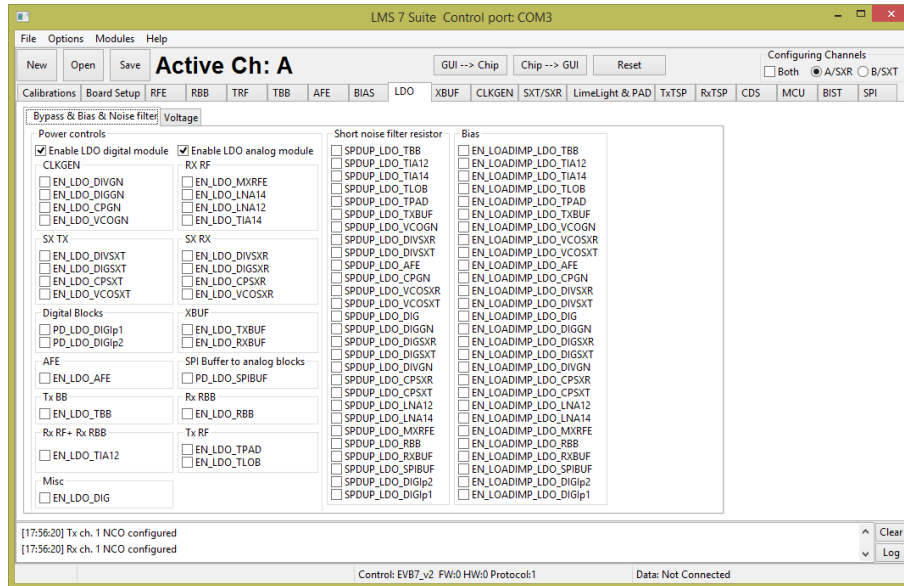 LMS 7 Suite Control port: COM3
File Options Modules Help
New Open Save Active Ch: A GUI --> Chip Chip --> GUI Reset
Configuring Channels
Both A/SXR B/SXT
Calibrations Board Setup RFE RBB TRF TBB AFE BIAS LDO XBUF CLKGEN SXT/SXR LimeLight & PAD TxTSP RxTSP CDS MCU BIST SPI
Bypass & Bias & Noise filter Voltage
Power controls
Enable LDO digital module Enable LDO analog module
CLKGEN
EN_LDO_DIVGN
EN_LDO_DIGGN
EN_LDO_CPGN
EN_LDO_VCOGN
RX RF
EN_LDO_MXRFE
EN_LDO_LNA14
EN_LDO_LNA12
EN_LDO_TIA14
SX TX
EN_LDO_DIVSXT
EN_LDO_DIGSXT
EN_LDO_CPSXT
EN_LDO_VCOSXT
SX RX
EN_LDO_DIVSXR
EN_LDO_DIGSXR
EN_LDO_CPSXR
EN_LDO_VCOSXR
Digital Blocks
PD_LDO_DIGIp1
PD_LDO_DIGIp2
XBUF
EN_LDO_TXBUF
EN_LDO_RXBUF
AFE
EN_LDO_AFE
SPI Buffer to analog blocks
PD_LDO_SPIBUF
Tx BB
EN_LDO_TBB
Rx RBB
EN_LDO_RBB
Rx RF+ Rx RBB
EN_LDO_TIA12
Tx RF
EN_LDO_TPAD
EN_LDO_TLOB
Misc
EN_LDO_DIG
Short noise filter resistor
SPDUP_LDO_TBB
SPDUP_LDO_TIA12
SPDUP_LDO_TIA14
SPDUP_LDO_TLOB
SPDUP_LDO_TPAD
SPDUP_LDO_TXBUF
SPDUP_LDO_VCOGN
SPDUP_LDO_DIVSXR
SPDUP_LDO_DIVSXT
SPDUP_LDO_AFE
SPDUP_LDO_CPGN
SPDUP_LDO_VCOSXR
SPDUP_LDO_VCOSXT
SPDUP_LDO_DIG
SPDUP_LDO_DIGGN
SPDUP_LDO_DIGSXR
SPDUP_LDO_DIGSXT
SPDUP_LDO_DIVGN
SPDUP_LDO_CPSXR
SPDUP_LDO_CPSXT
SPDUP_LDO_LNA12
SPDUP_LDO_LNA14
SPDUP_LDO_MXRFE
SPDUP_LDO_RBB
SPDUP_LDO_RXBUF
SPDUP_LDO_SPIBUF
SPDUP_LDO_DIGIp2
SPDUP_LDO_DIGIp1
Bias
EN_LOADIMP_LDO_TBB
EN_LOADIMP_LDO_TIA12
EN_LOADIMP_LDO_TIA14
EN_LOADIMP_LDO_TLOB
EN_LOADIMP_LDO_TPAD
EN_LOADIMP_LDO_TXBUF
EN_LOADIMP_LDO_VCOGN
EN_LOADIMP_LDO_VCOSXR
EN_LOADIMP_LDO_VCOSXT
EN_LOADIMP_LDO_AFE
EN_LOADIMP_LDO_CPGN
EN_LOADIMP_LDO_DIVSXR
EN_LOADIMP_LDO_DIVSXT
EN_LOADIMP_LDO_DIG
EN_LOADIMP_LDO_DIGGN
EN_LOADIMP_LDO_DIGSXR
EN_LOADIMP_LDO_DIGSXT
EN_LOADIMP_LDO_DIVGN
EN_LOADIMP_LDO_CPSXR
EN_LOADIMP_LDO_CPSXT
EN_LOADIMP_LDO_LNA12
EN_LOADIMP_LDO_LNA14
EN_LOADIMP_LDO_MXRFE
EN_LOADIMP_LDO_RBB
EN_LOADIMP_LDO_RXBUF
EN_LOADIMP_LDO_SPIBUF
EN_LOADIMP_LDO_DIGIp2
EN_LOADIMP_LDO_DIGIp1
[17:56:20] Tx ch. 1 NCO configured
[17:56:20] Rx ch. 1 NCO configured
Clear
Log
Control: EVB7_v2 FW:0 HW:0 Protocol:1 Data: Not Connected